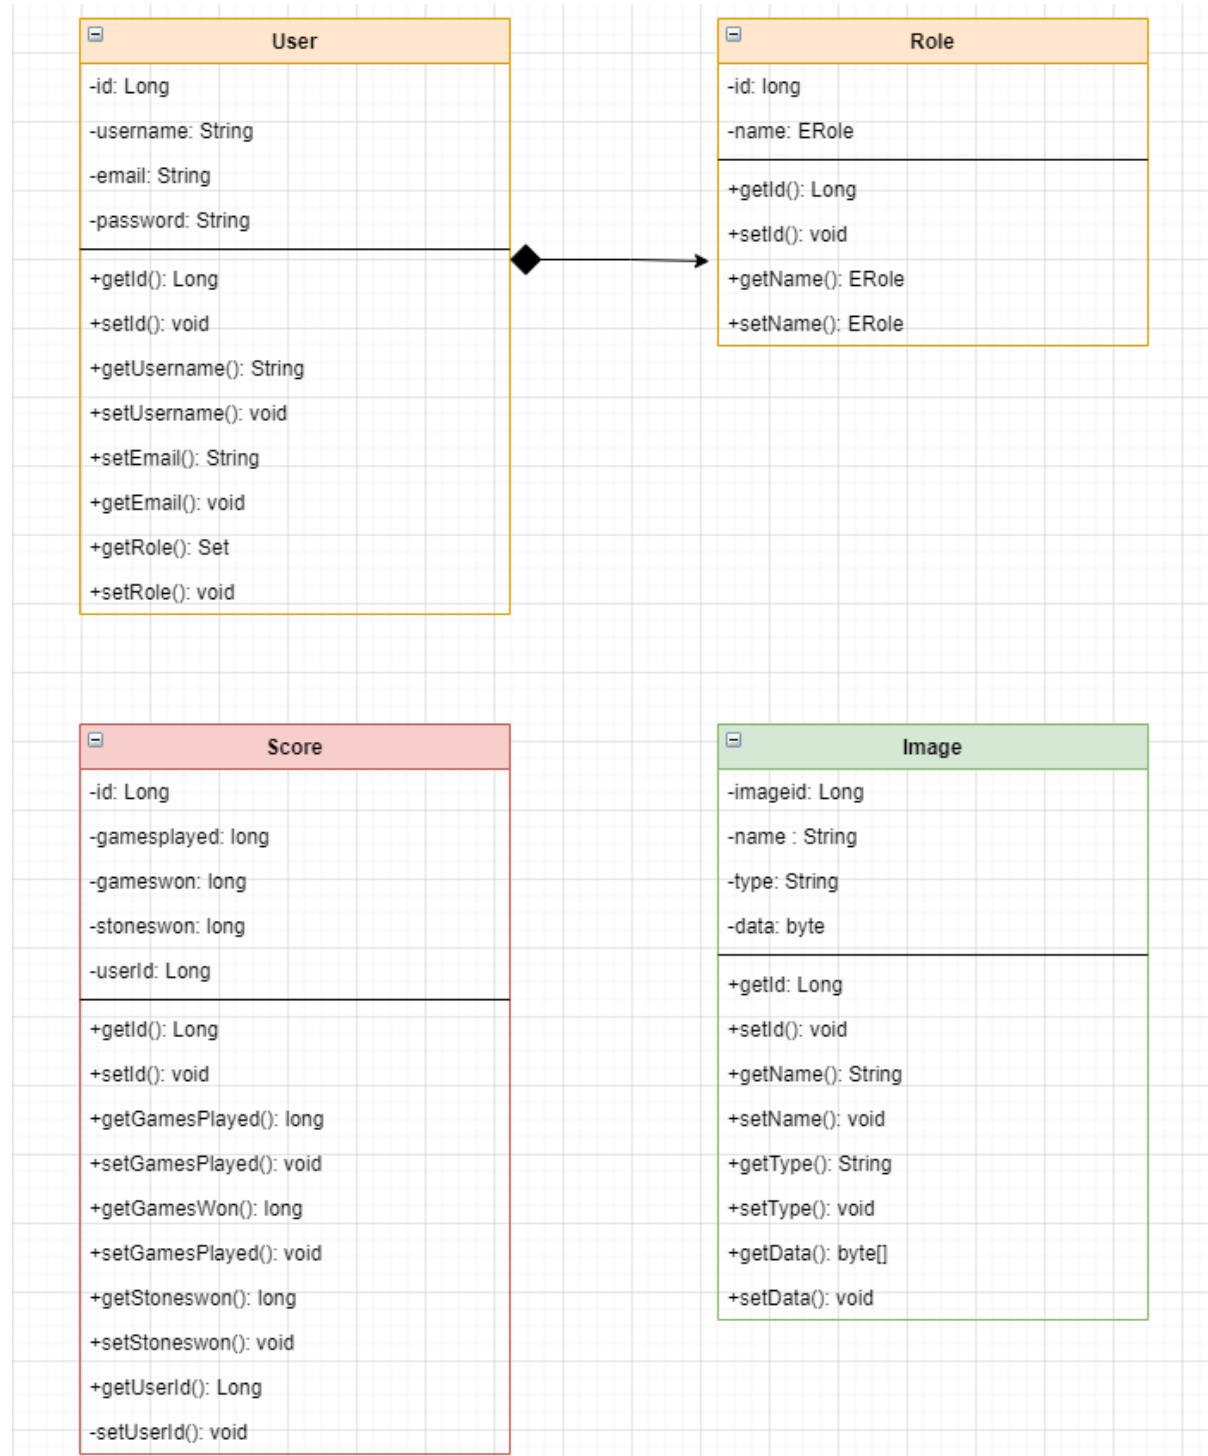 User
-id: Long
-username: String
-email: String
-password: String
+getId(): Long
+setId(): void
+getUsername(): String
+setUsername(): void
+setEmail(): String
+getEmail(): void
+getRole(): Set
+setRole(): void
Role
-id: long
-name: ERole
+getId(): Long
+setId(): void
+getName(): ERole
+setName(): ERole
Score
-id: Long
-gamesplayed: long
-gameswon: long
-stoneswon: long
-userId: Long
+getId(): Long
+setId(): void
+getGamesPlayed(): long
+setGamesPlayed(): void
+getGamesWon(): long
+setGamesPlayed(): void
+getStoneswon(): long
+setStoneswon(): void
+getUserId(): Long
-setUserId(): void
Image
-imageid: Long
-name : String
-type: String
-data: byte
+getId: Long
+setId(): void
+getName(): String
+setName(): void
+getType(): String
+setType(): void
+getData(): byte[]
+setData(): void